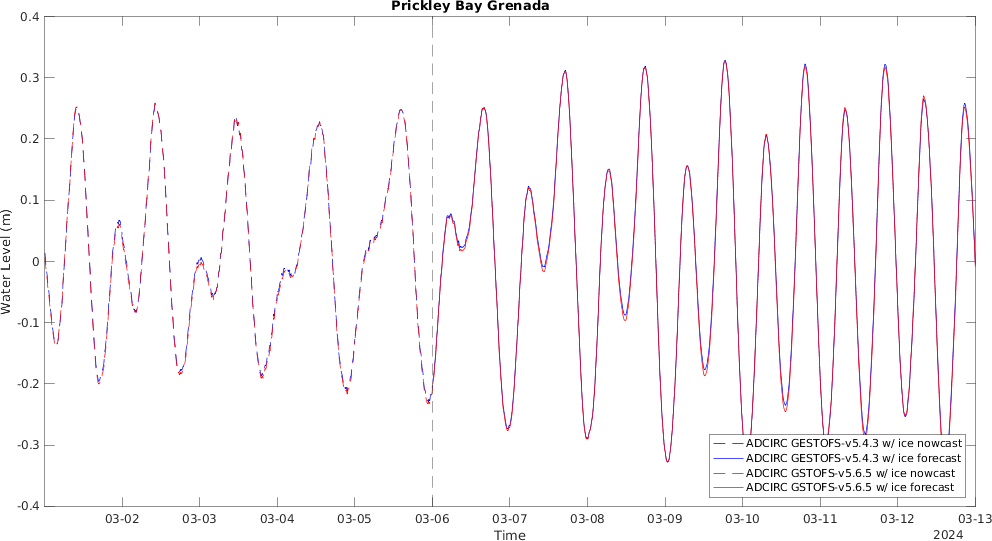 Prickley Bay Grenada
0.4
0.3
0.2
0.1
0
-0.1
-0.2
-0.3
-0.4
Water Level (m)
ADCIRC GESTOFS-v5.4.3 w/ ice nowcast
ADCIRC GESTOFS-v5.4.3 w/ ice forecast
ADCIRC GSTOFS-v5.6.5 w/ ice nowcast
ADCIRC GSTOFS-v5.6.5 w/ ice forecast
03-02 03-03 03-04 03-05 03-06 03-07 03-08 03-09 03-10 03-11 03-12 03-13
Time
2024